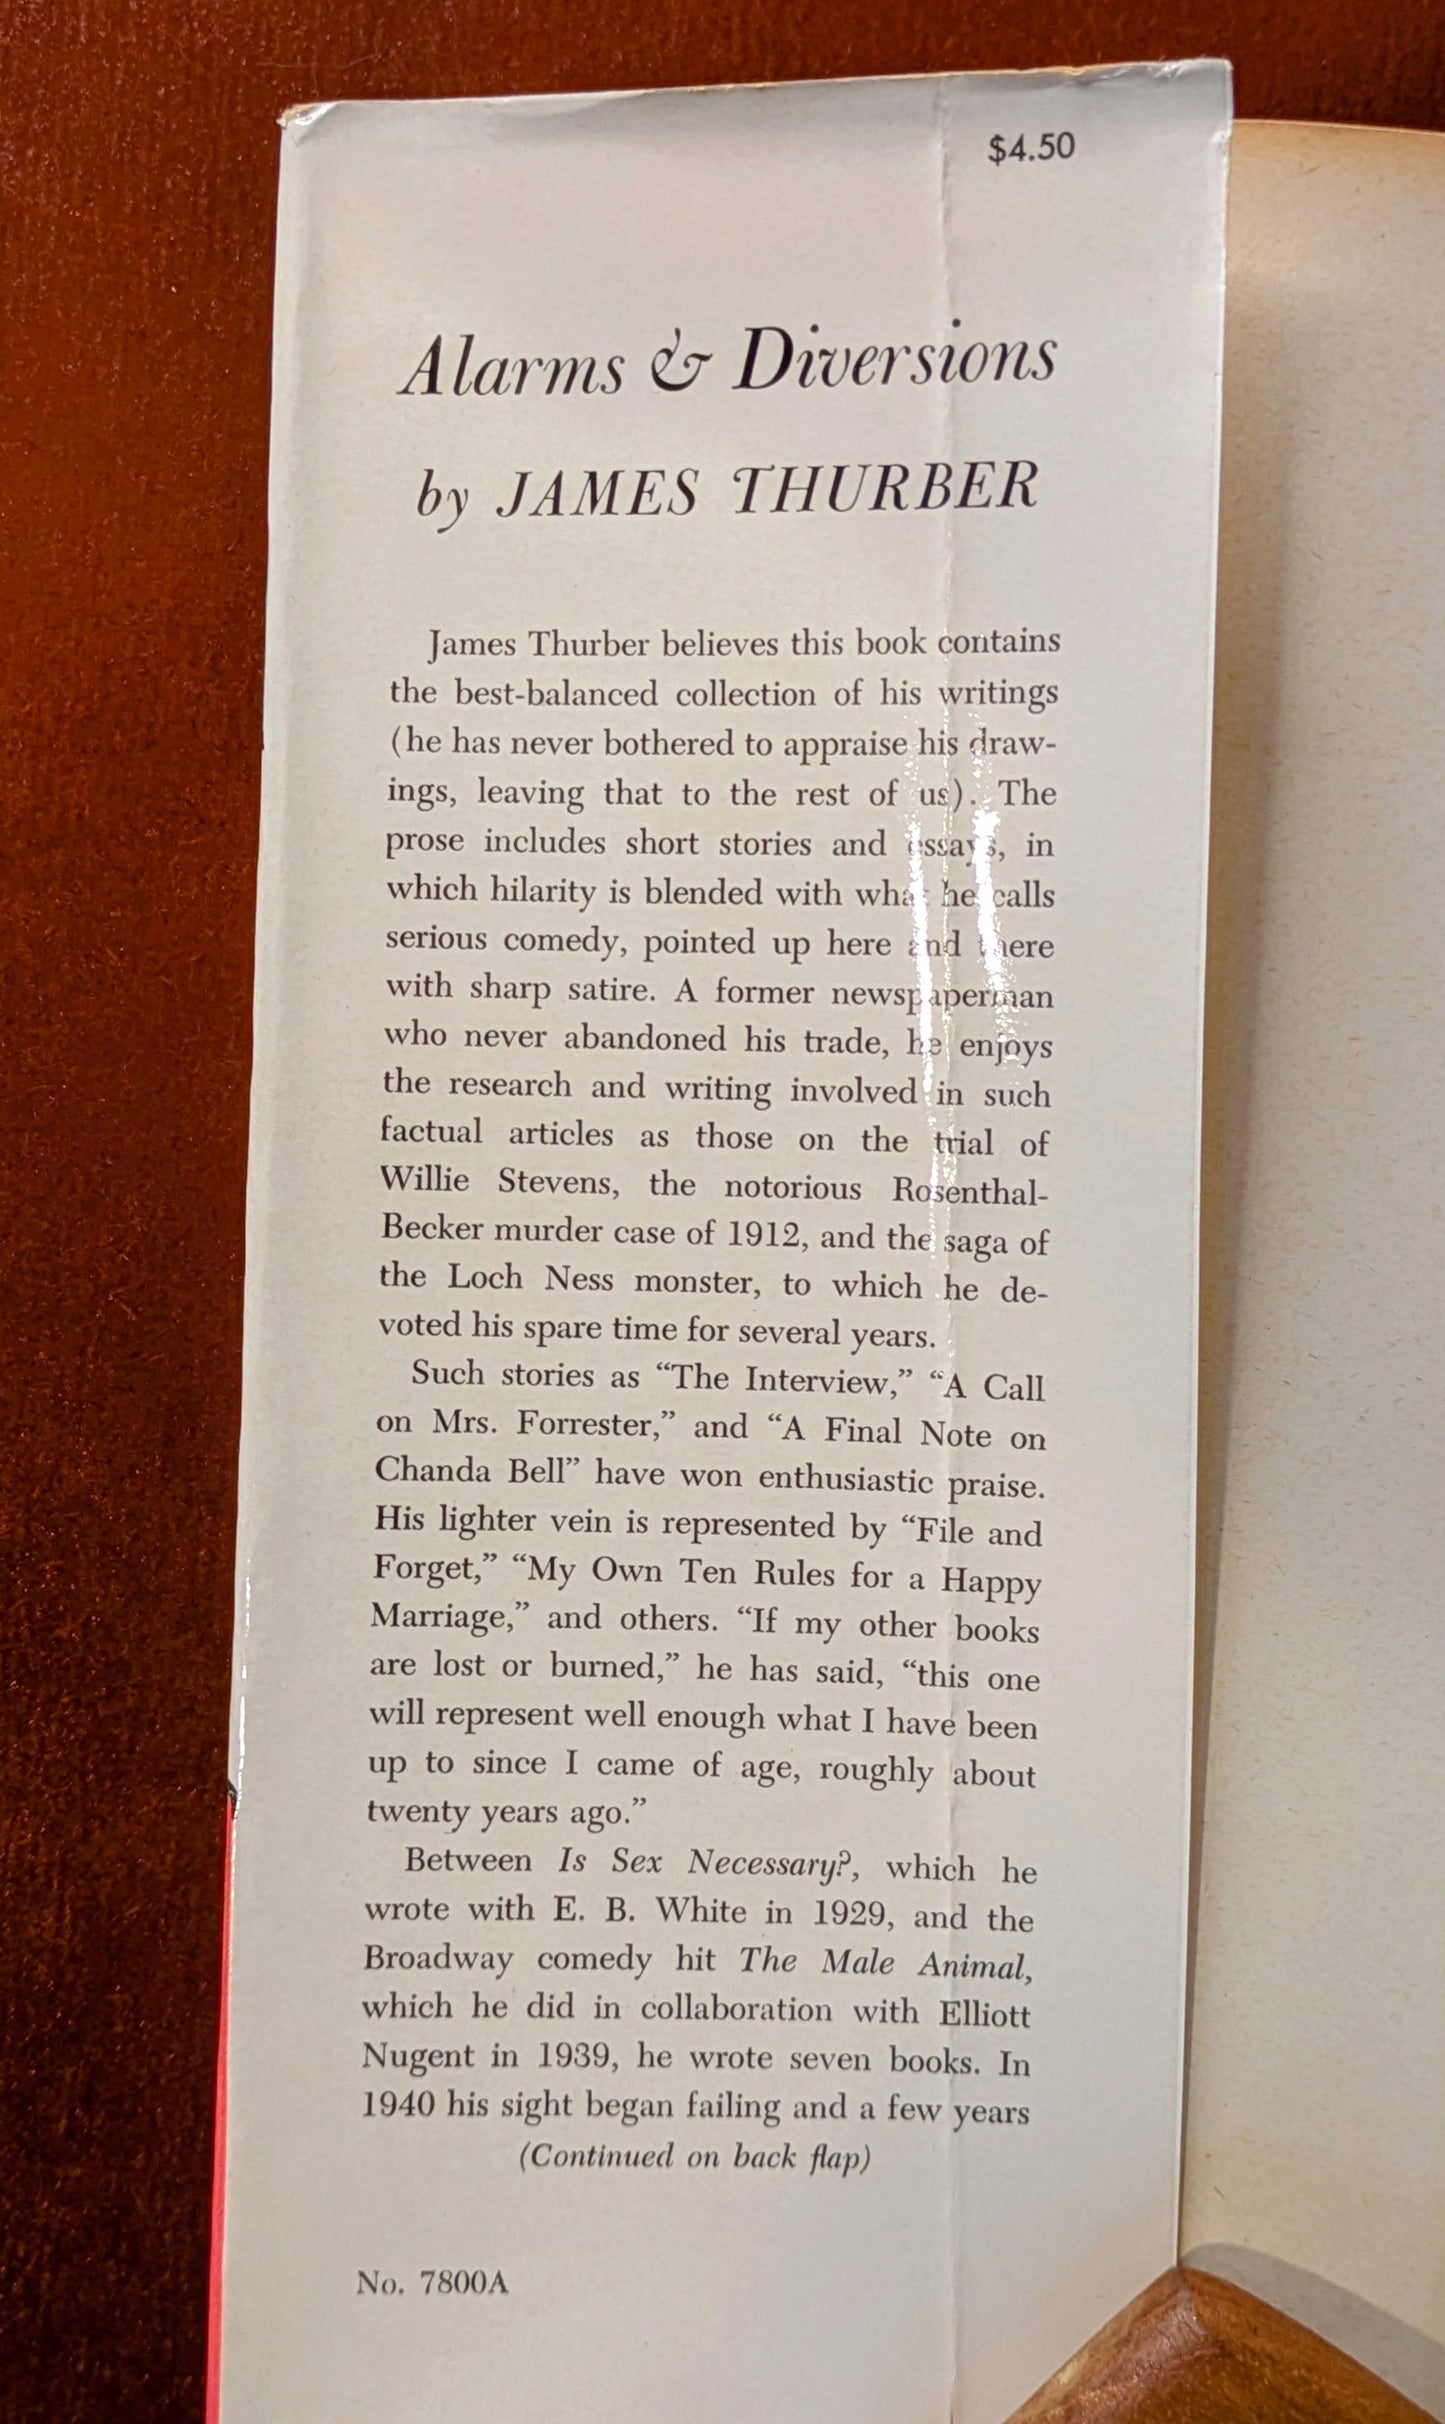 $4.50
Alarms & Diversions
by JAMES THURBER
James Thurber believes this book contains
the best-balanced collection of his writings
(he has never bothered to appraise his draw-
ings, leaving that to the rest of us). The
prose includes short stories and essays, in
which hilarity is blended with what he calls
serious comedy, pointed up here and there
with sharp satire. A former newspaperman
who never abandoned his trade, he enjoys
the research and writing involved in such
factual articles as those on the trial of
Willie Stevens, the notorious Rosenthal-
Becker murder case of 1912, and the saga of
the Loch Ness monster, to which he de-
voted his spare time for several years.
Such stories as “The Interview,” “A Call
on Mrs. Forrester,” and “A Final Note on
Chanda Bell” have won enthusiastic praise.
His lighter vein is represented by “File and
Forget,” “My Own Ten Rules for a Happy
Marriage,” and others. “If my other books
are lost or burned,” he has said, “this one
will represent well enough what I have been
up to since I came of age, roughly about
twenty years ago.”
Between Is Sex Necessary?, which he
wrote with E. B. White in 1929, and the
Broadway comedy hit The Male Animal,
which he did in collaboration with Elliott
Nugent in 1939, he wrote seven books. In
1940 his sight began failing and a few years
(Continued on back flap)
No. 7800A